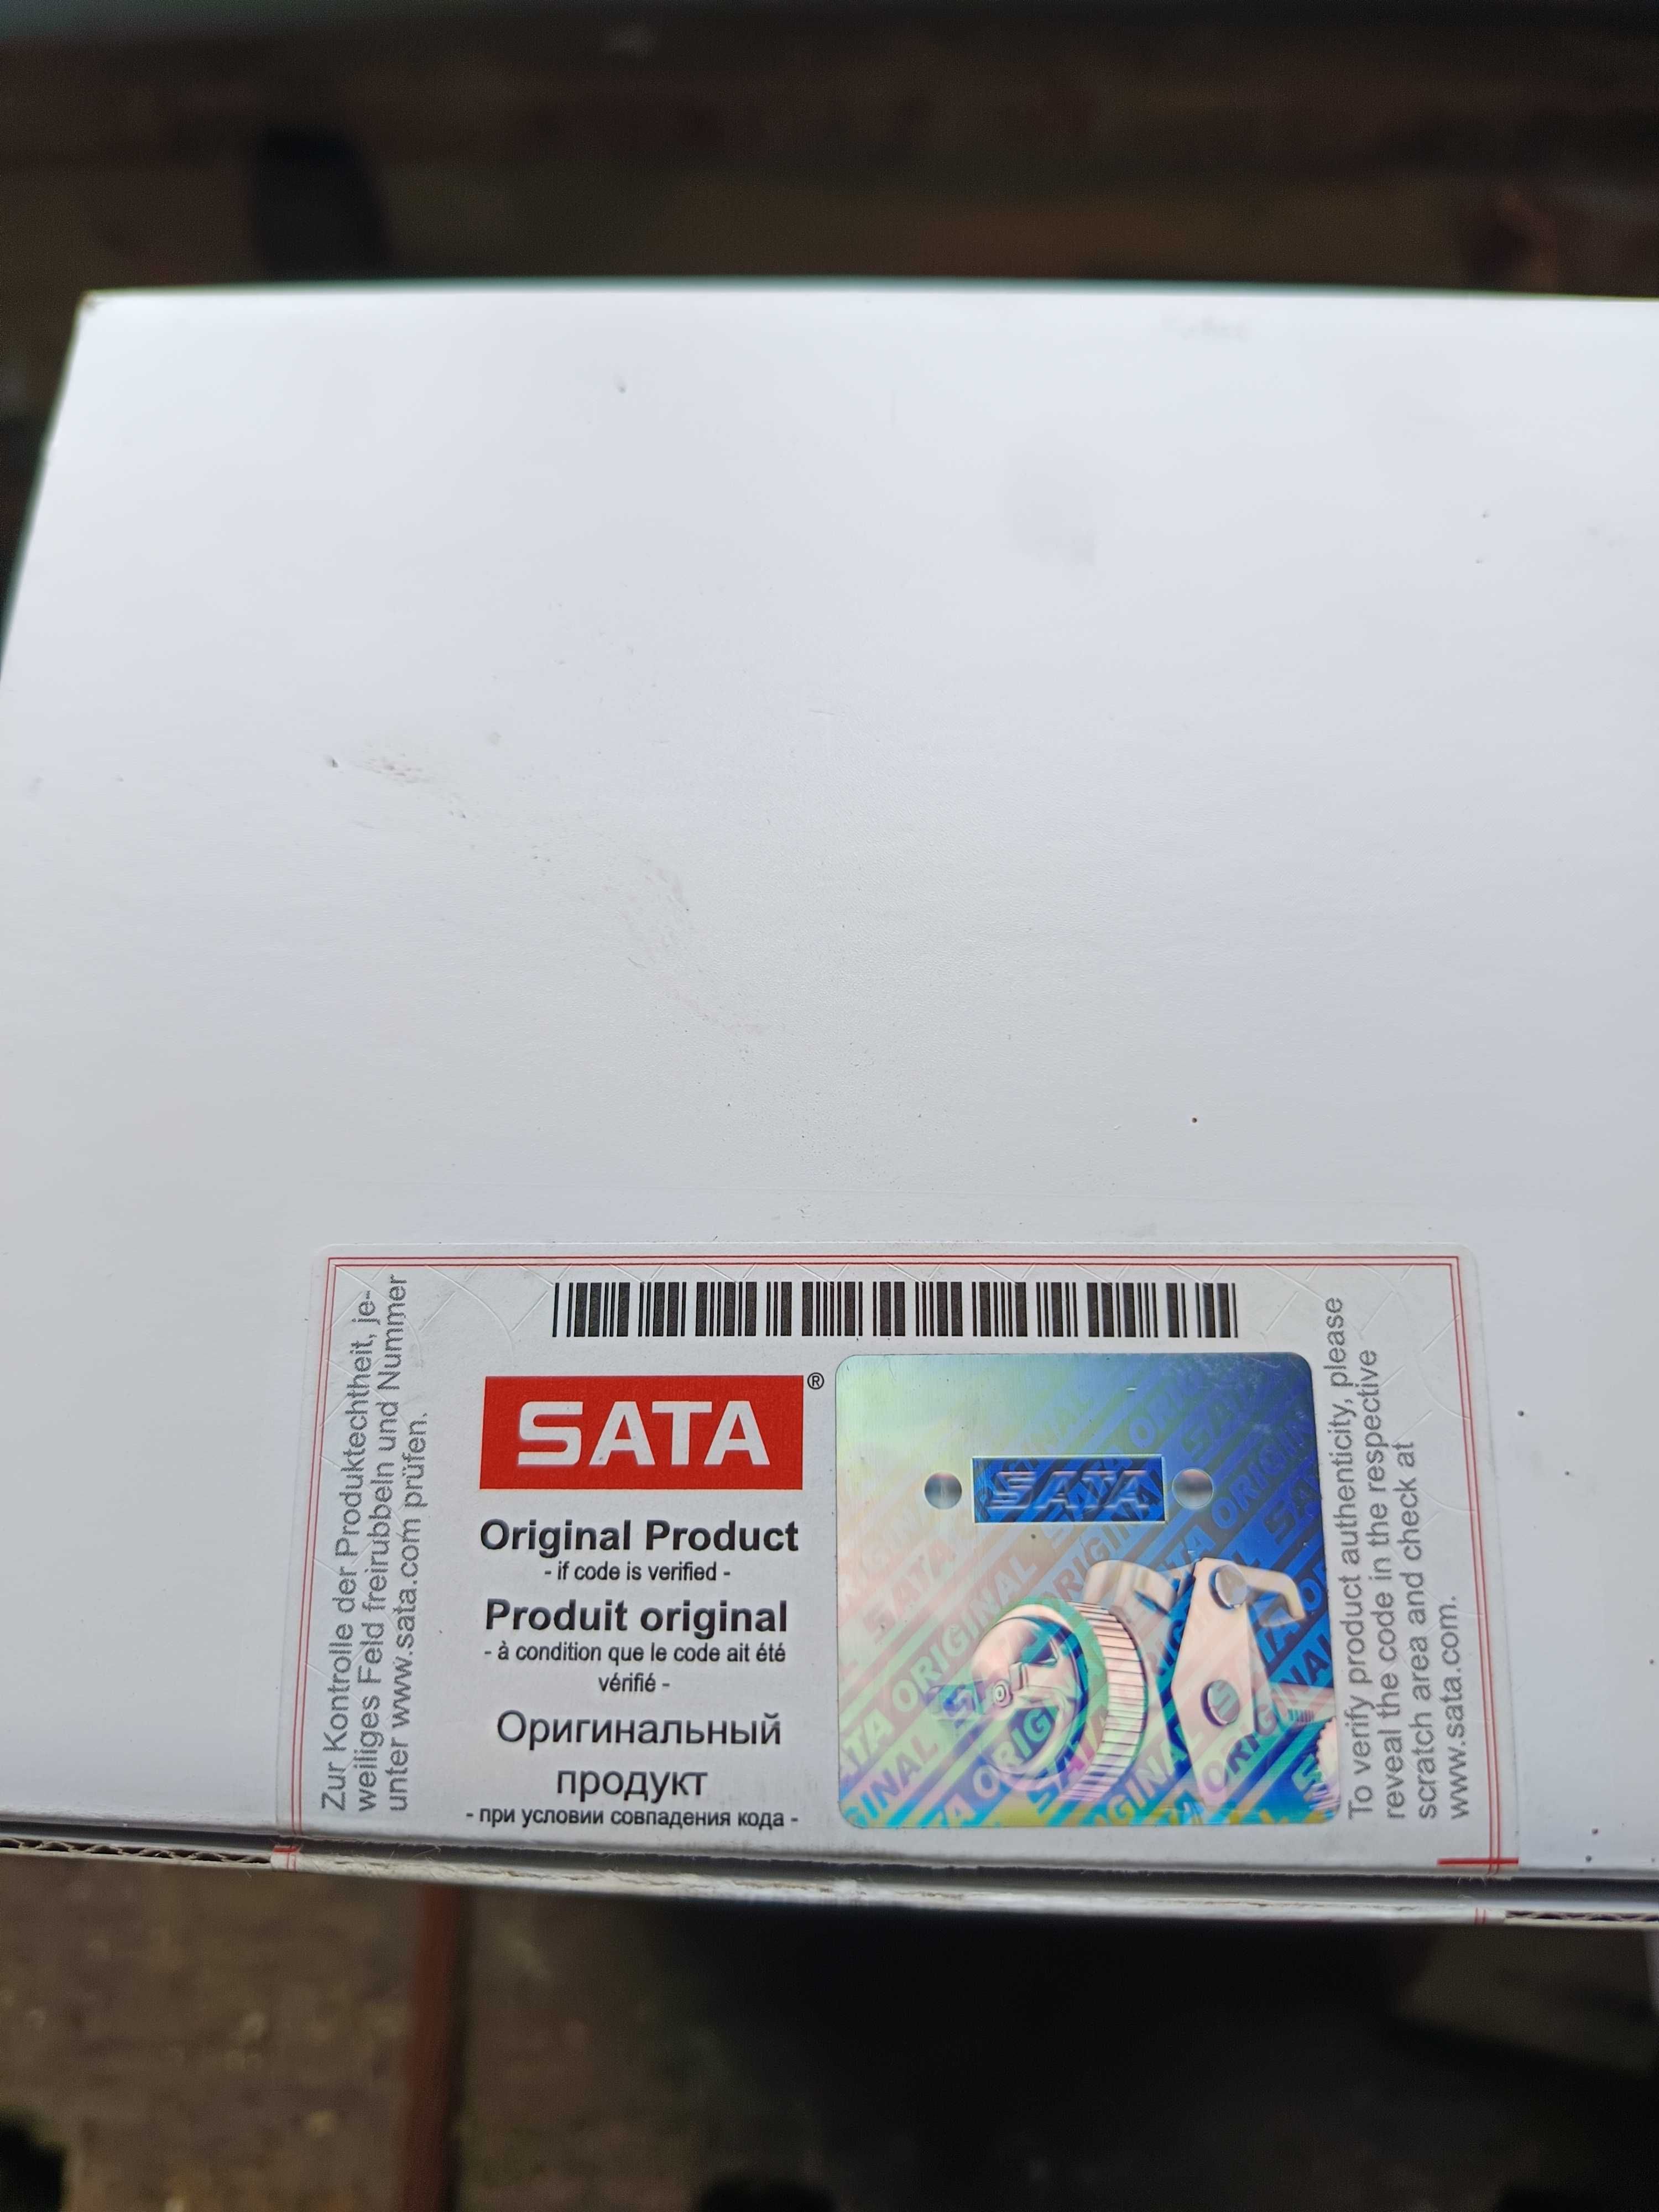 Zur Kontrolle der Produktechtheit, je-
weiliges Feld freirubbeln und Nummer
unter www.sata.com prüfen.
SATA®
Original Product
- if code is verified -
Produit original
- à condition que le code ait été
vérifié -
Оригинальный
продукт
- при условии совпадения кода -
SATA
SATA ORIGINAL
To verify product authenticity, please
reveal the code in the respective
scratch area and check at
www.sata.com.